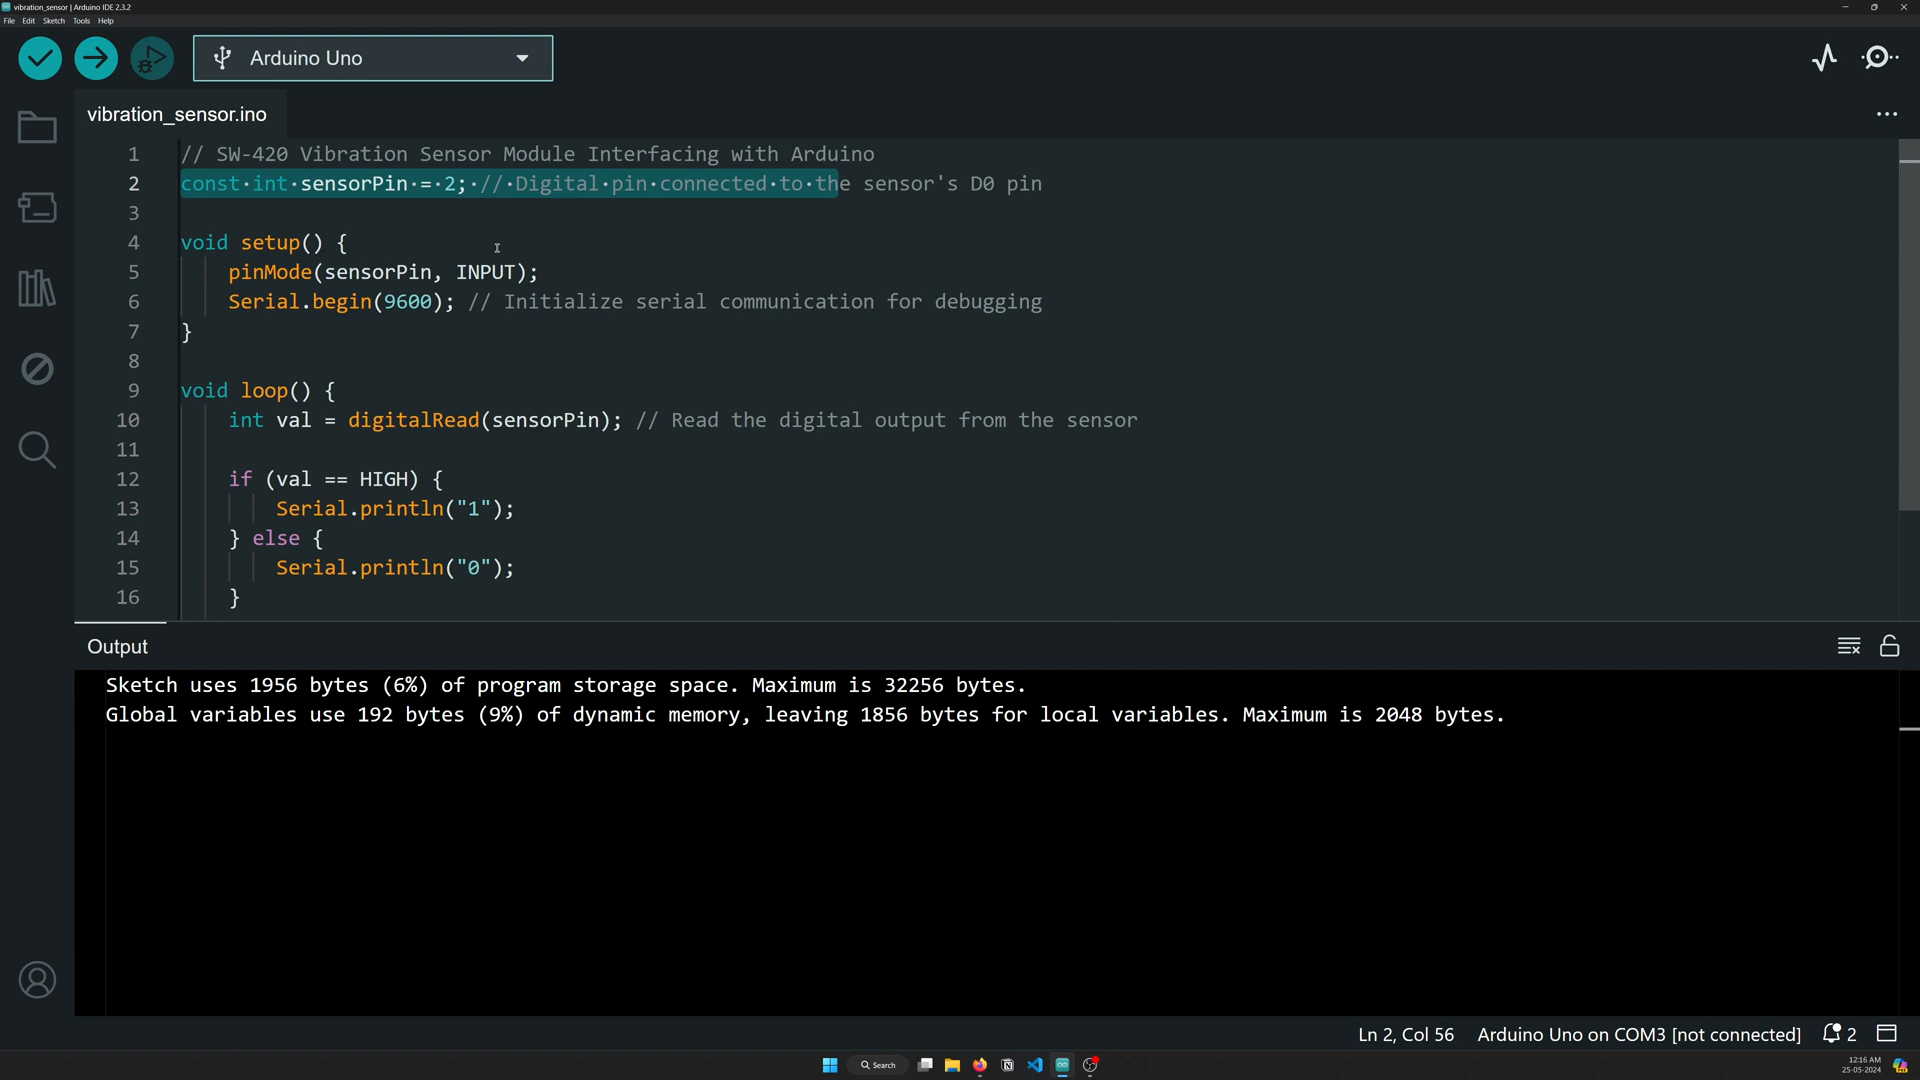 vibration_sensor | Arduino IDE 2.3.2
File Edit Sketch Tools Help
Arduino Uno
vibration_sensor.ino
1 // SW-420 Vibration Sensor Module Interfacing with Arduino
2 const·int·sensorPin·=·2;·//·Digital·pin·connected·to·the sensor's D0 pin
3
4 void setup() {
5 pinMode(sensorPin, INPUT);
6 Serial.begin(9600); // Initialize serial communication for debugging
7 }
8
9 void loop() {
10 int val = digitalRead(sensorPin); // Read the digital output from the sensor
11
12 if (val == HIGH) {
13 Serial.println("1");
14 } else {
15 Serial.println("0");
16 }
Output
Sketch uses 1956 bytes (6%) of program storage space. Maximum is 32256 bytes.
Global variables use 192 bytes (9%) of dynamic memory, leaving 1856 bytes for local variables. Maximum is 2048 bytes.
Ln 2, Col 56 Arduino Uno on COM3 [not connected] 2
Search
12:16 AM
25-05-2024